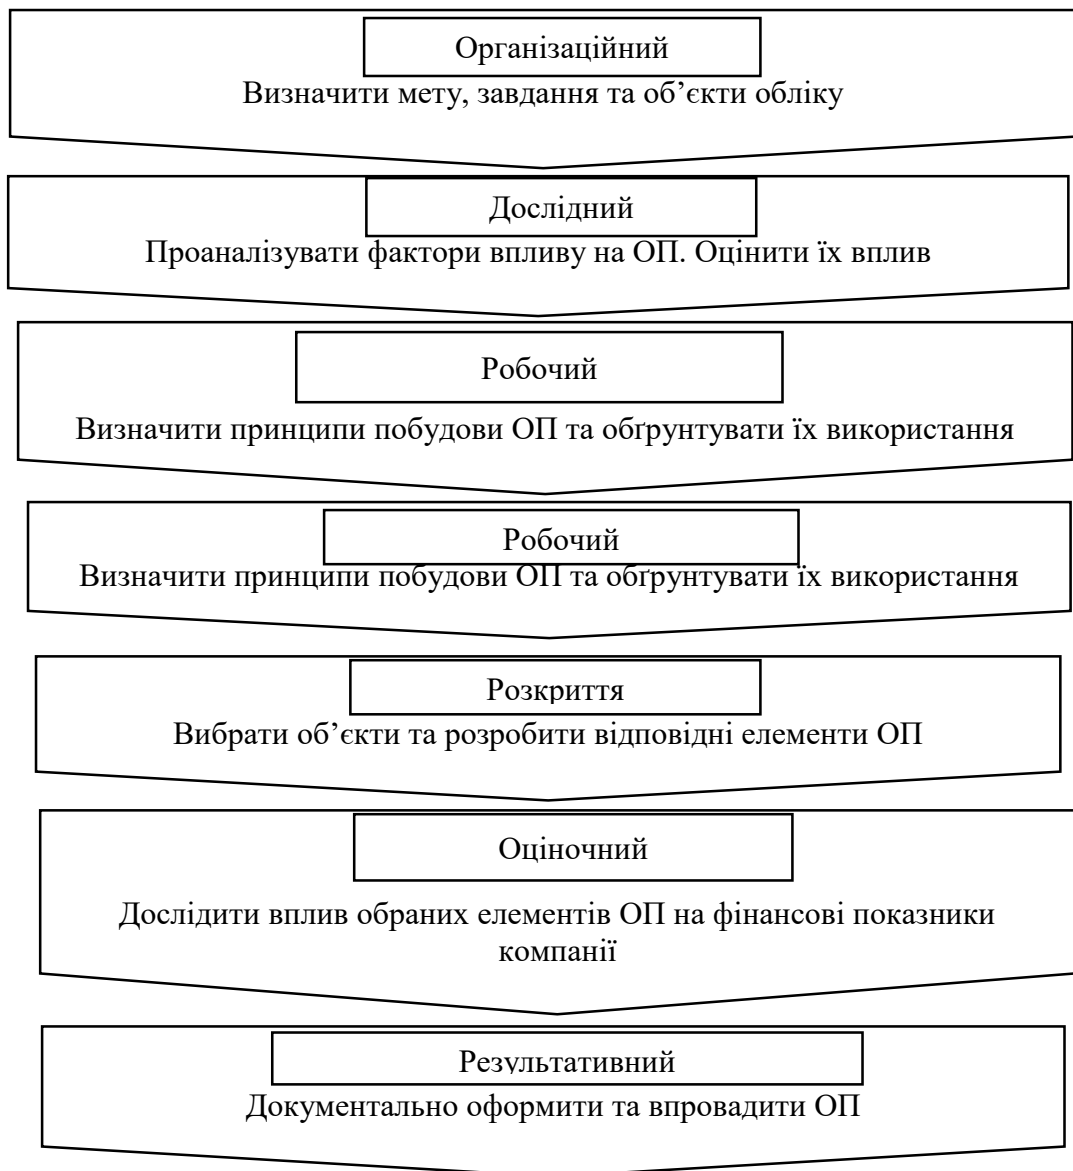 Організаційний
Визначити мету, завдання та об’єкти обліку
Дослідний
Проаналізувати фактори впливу на ОП. Оцінити їх вплив
Робочий
Визначити принципи побудови ОП та обґрунтувати їх використання
Робочий
Визначити принципи побудови ОП та обґрунтувати їх використання
Розкриття
Вибрати об’єкти та розробити відповідні елементи ОП
Оціночний
Дослідити вплив обраних елементів ОП на фінансові показники
компанії
Результативний
Документально оформити та впровадити ОП